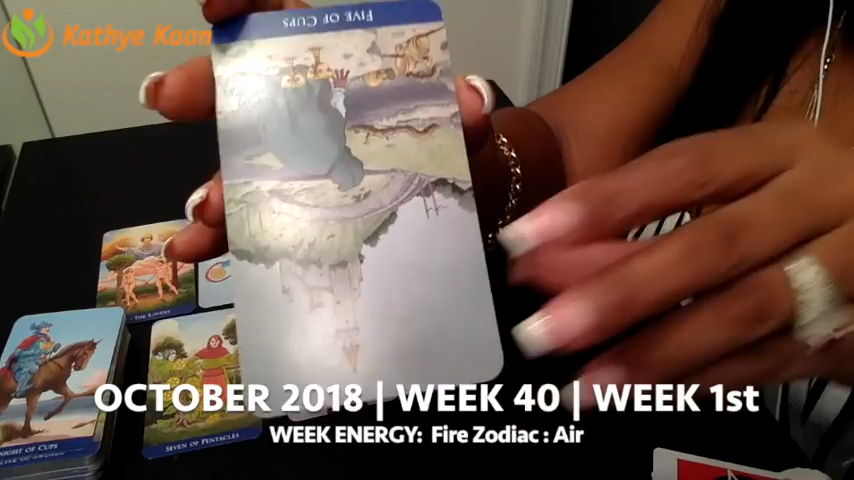 Kathye Kaan
FIVE OF CUPS
THE LOVERS
KNIGHT OF CUPS
SEVEN OF PENTACLES
OCTOBER 2018 | WEEK 40 | WEEK 1st
WEEK ENERGY: Fire Zodiac : Air